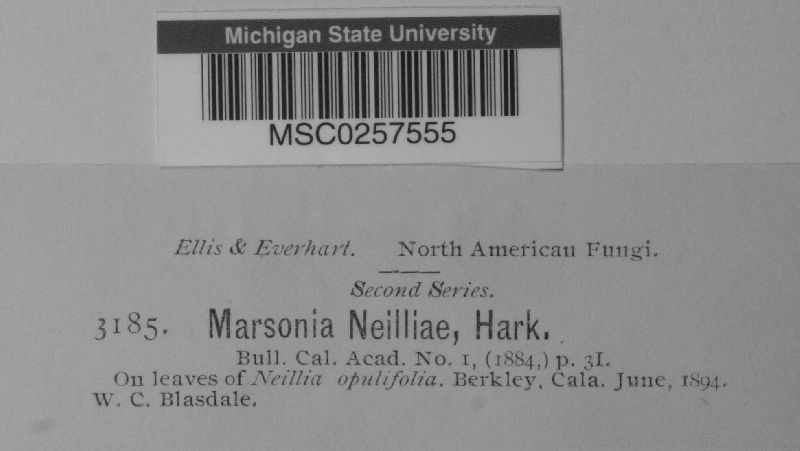 Michigan State University
MSC0257555
Ellis & Everhart. North American Fungi.
Second Series.
3185. Marsonia Neilliae, Hark.
Bull. Cal. Acad. No. 1, (1884,) p. 31.
On leaves of Neillia opulifolia. Berkley, Cala. June, 1894.
W. C. Blasdale.